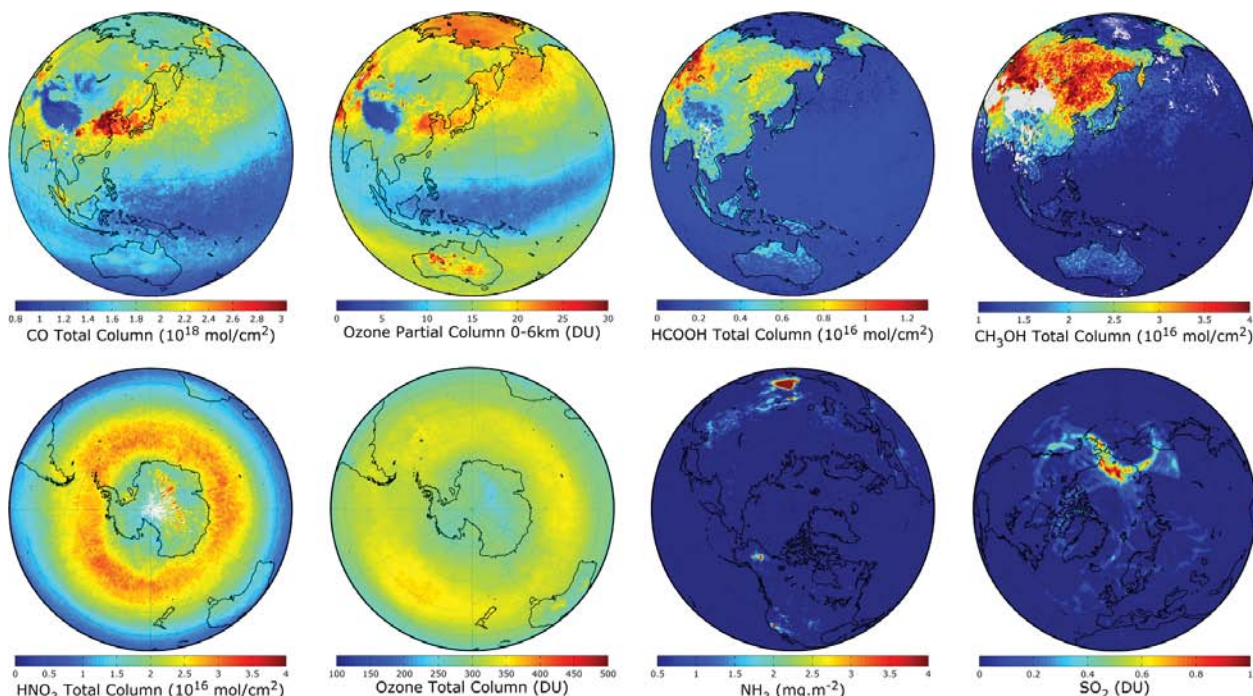 0.8 1 1.2 1.4 1.6 1.8 2 2.2 2.4 2.6 2.8 3
CO Total Column (10¹⁸ mol/cm²)
0 5 10 15 20 25 30
Ozone Partial Column 0-6km (DU)
0 0.2 0.4 0.6 0.8 1 1.2
HCOOH Total Column (10¹⁶ mol/cm²)
1 1.5 2 2.5 3 3.5 4
CH₃OH Total Column (10¹⁶ mol/cm²)
0 0.5 1 1.5 2 2.5 3 3.5 4
HNO₃ Total Column (10¹⁶ mol/cm²)
100 150 200 250 300 350 400 450 500
Ozone Total Column (DU)
0.5 1 1.5 2 2.5 3 3.5 4
NH₃ (mg.m⁻²)
0 0.2 0.4 0.6 0.8
SO₂ (DU)